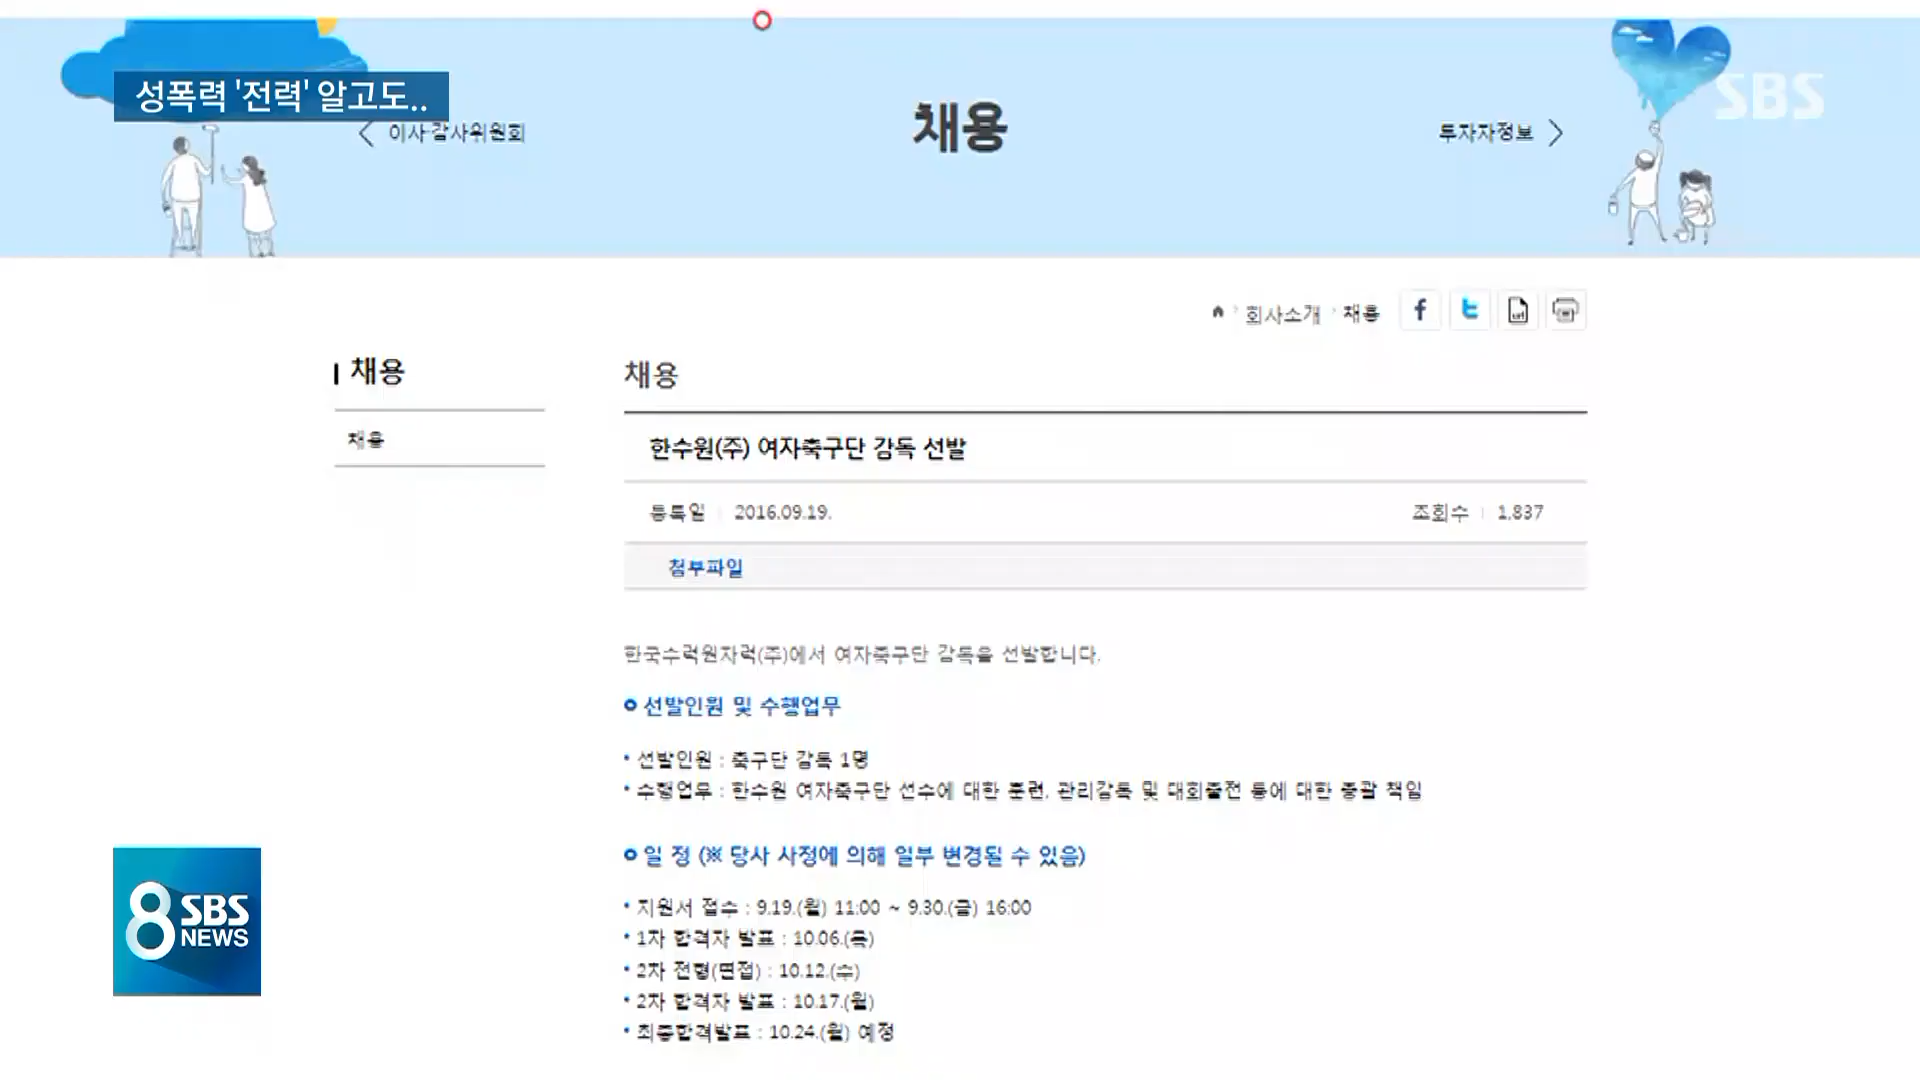 성폭력 '전력' 알고도..
SBS
이사·감사위원회
채용
투자자정보
회사소개
채용
채용
채용
채용
한수원(주) 여자축구단 감독 선발
등록일 2016.09.19.
조회수 1,837
첨부파일
한국수력원자력(주)에서 여자축구단 감독을 선발합니다.
선발인원 및 수행업무
• 선발인원 : 축구단 감독 1명
• 수행업무 : 한수원 여자축구단 선수에 대한 훈련, 관리감독 및 대회출전 등에 대한 총괄 책임
일 정 (※ 당사 사정에 의해 일부 변경될 수 있음)
• 지원서 접수 : 9.19.(월) 11:00 ~ 9.30.(금) 16:00
• 1차 합격자 발표 : 10.06.(목)
• 2차 전형(면접) : 10.12.(수)
• 2차 합격자 발표 : 10.17.(월)
• 최종합격발표 : 10.24.(월) 예정
8 SBS NEWS